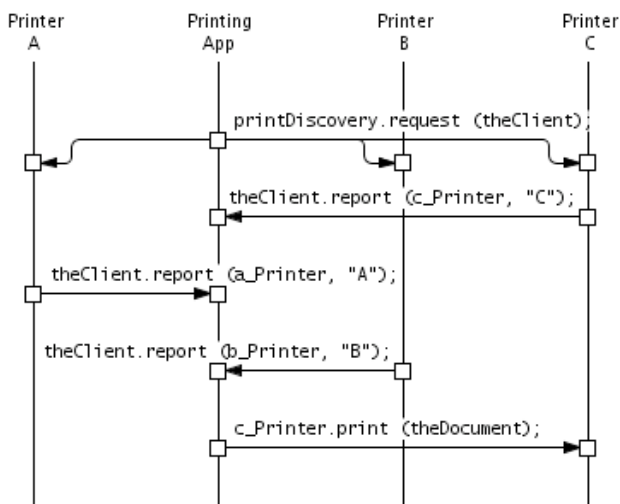 Printer Printing Printer Printer
A App B C
printDiscovery.request (theClient);
theClient.report (c_Printer, "C");
theClient.report (a_Printer, "A");
theClient.report (b_Printer, "B");
c_Printer.print (theDocument);